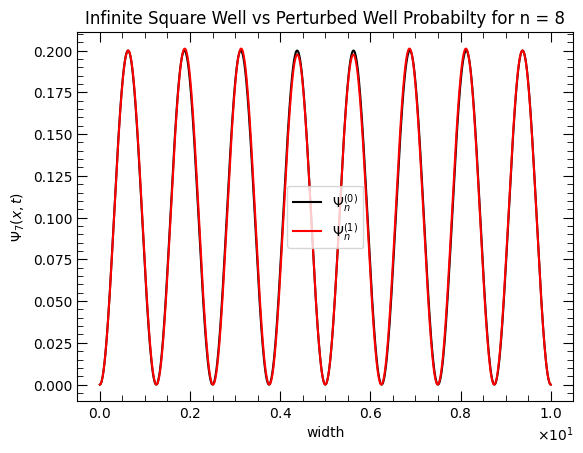 Infinite Square Well vs Perturbed Well Probabilty for n = 8
Ψ₇(x, t)
0.200
0.175
0.150
0.125
0.100
0.075
0.050
0.025
0.000
Ψₙ⁽⁰⁾
Ψₙ⁽¹⁾
0.0 0.2 0.4 0.6 0.8 1.0
width
×10¹